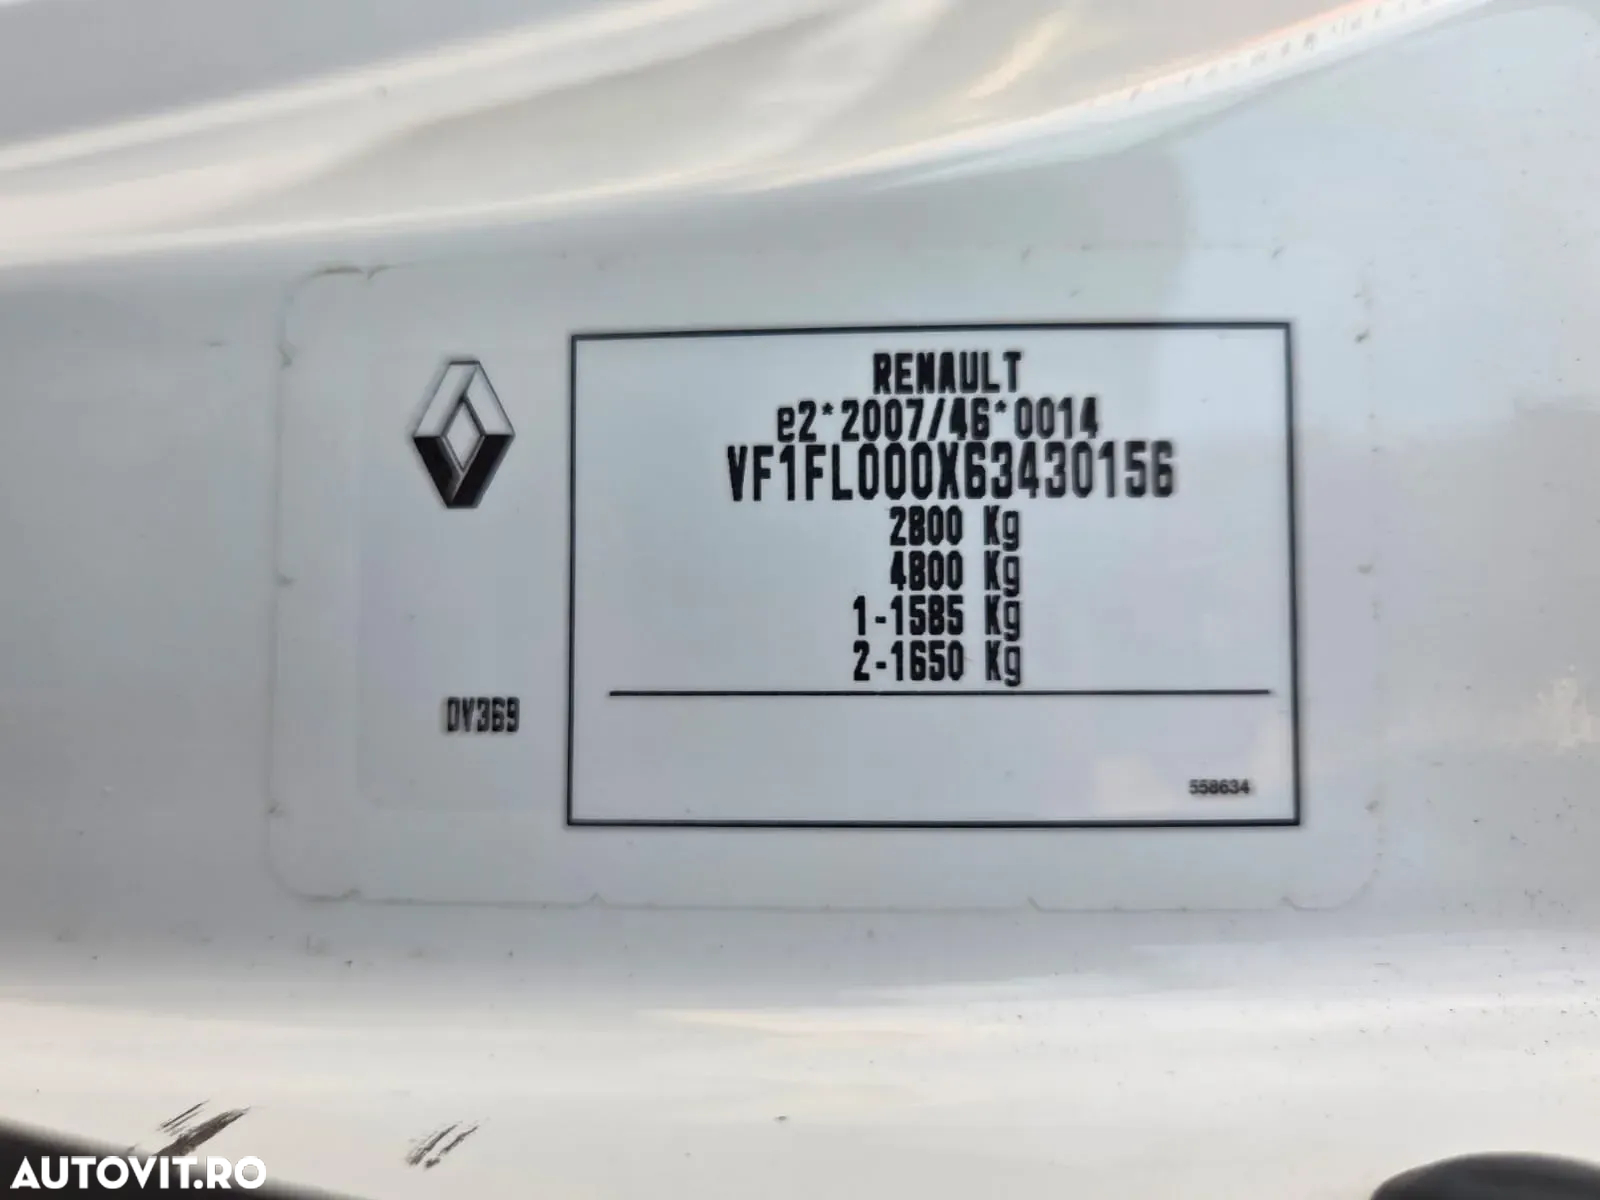 RENAULT
e2*2007/46*0014
VF1FL000X63430156
2800 Kg
4800 Kg
1-1585 Kg
2-1650 Kg
DV369
558634
AUTOVIT.RO